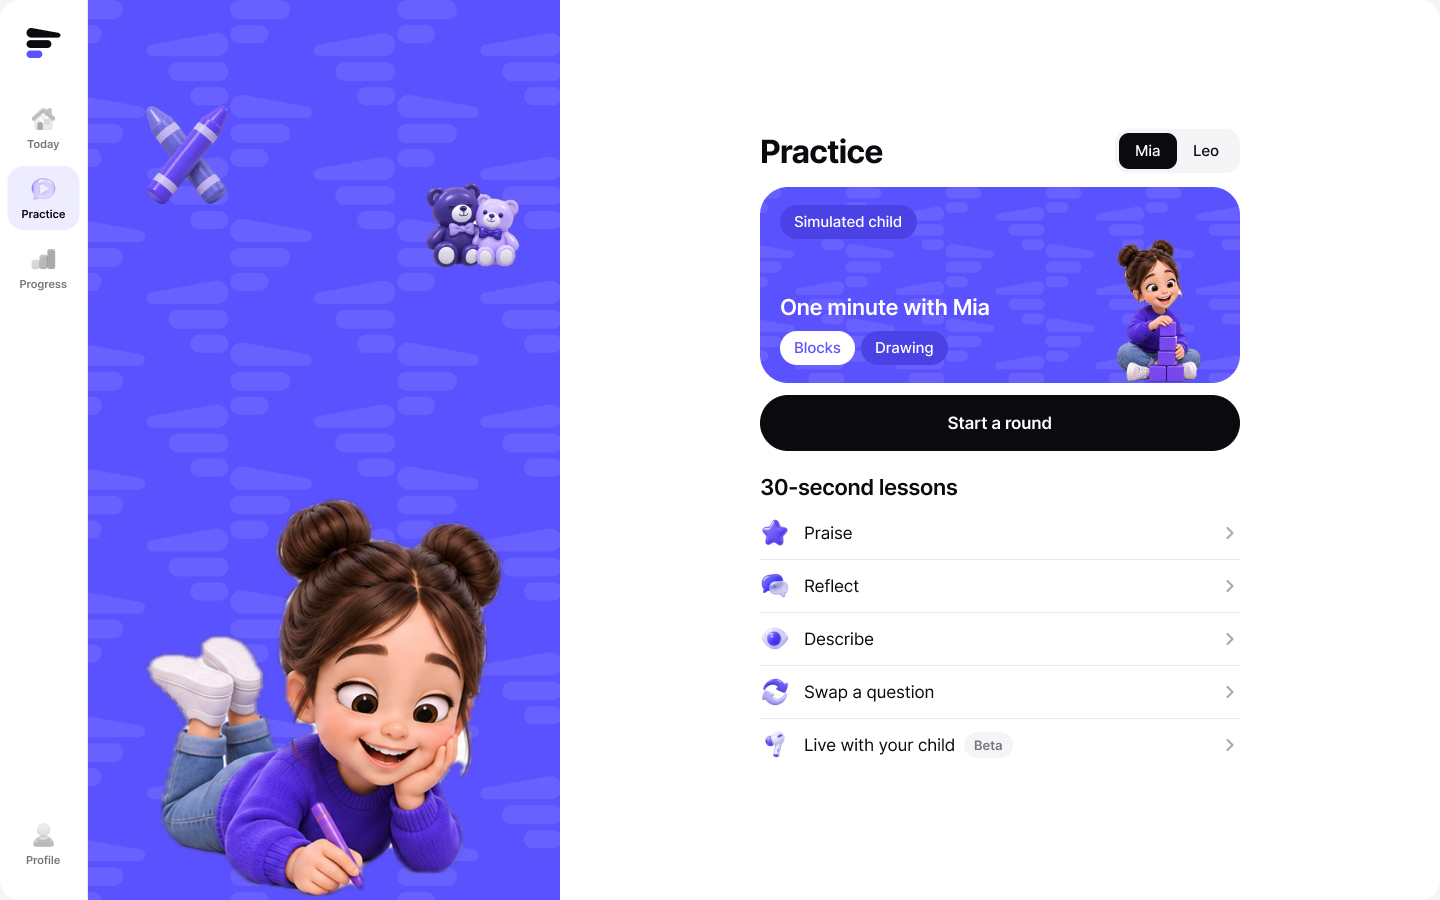 Today
Practice
Progress
Profile
Practice
Mia
Leo
Simulated child
One minute with Mia
Blocks
Drawing
Start a round
30-second lessons
Praise
Reflect
Describe
Swap a question
Live with your child
Beta